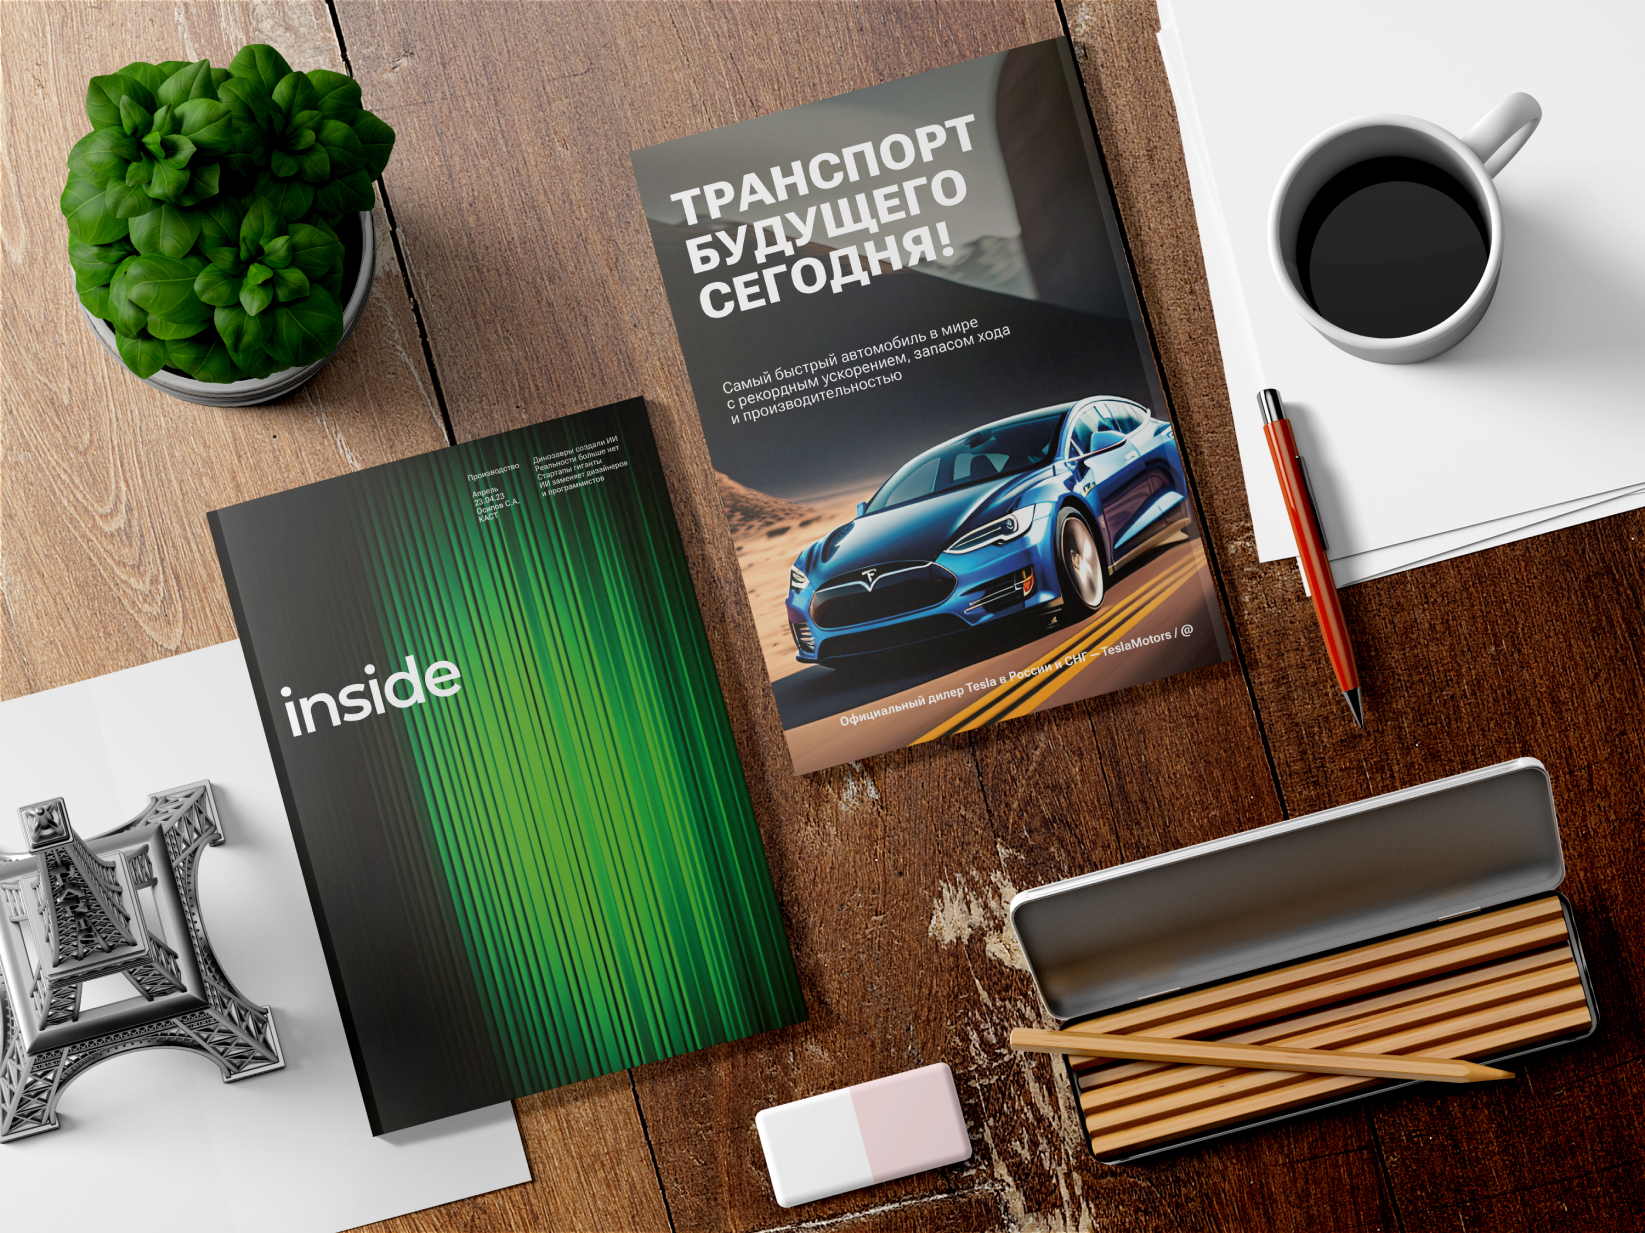 ТРАНСПОРТ
БУДУЩЕГО
СЕГОДНЯ!
Самый быстрый автомобиль в мире
с рекордным ускорением, запасом хода
и производительностью
Официальный дилер Tesla в России и СНГ — TeslaMotors / @
Производство
Апрель
23.04.23
Осипов С.А.
КАСТ
Динозавры создали ИИ
Реальности больше нет
Стартапы гиганты
ИИ заменяет дизайнеров
и программистов
inside